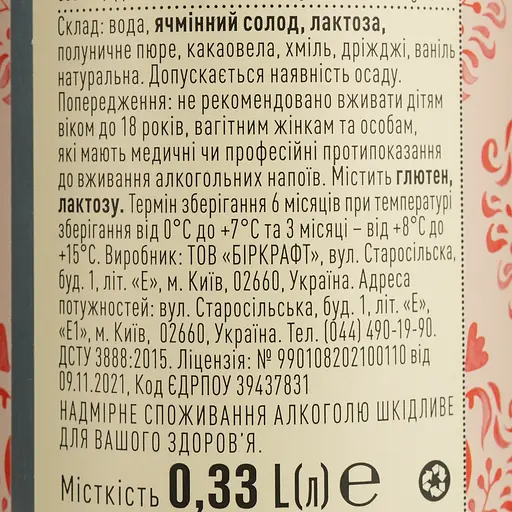 Склад: вода, ячмінний солод, лактоза,
полуничне пюре, какаовела, хміль, дріжджі, ваніль
натуральна. Допускається наявність осаду.
Попередження: не рекомендовано вживати дітям
віком до 18 років, вагітним жінкам та особам,
які мають медичні чи професійні протипоказання
до вживання алкогольних напоїв. Містить глютен,
лактозу. Термін зберігання 6 місяців при температурі
зберігання від 0°С до +7°С та 3 місяці – від +8°С до
+15°С. Виробник: ТОВ «БІРКРАФТ», вул. Старосільська,
буд. 1, літ. «Е», м. Київ, 02660, Україна. Адреса
потужностей: вул. Старосільська, буд. 1, літ. «Е»,
«Е1», м. Київ, 02660, Україна. Тел. (044) 490-19-90.
ДСТУ 3888:2015. Ліцензія: № 990108202100110 від
09.11.2021, Код ЄДРПОУ 39437831
НАДМІРНЕ СПОЖИВАННЯ АЛКОГОЛЮ ШКІДЛИВЕ
ДЛЯ ВАШОГО ЗДОРОВ'Я.
Місткість 0,33 L(л) e